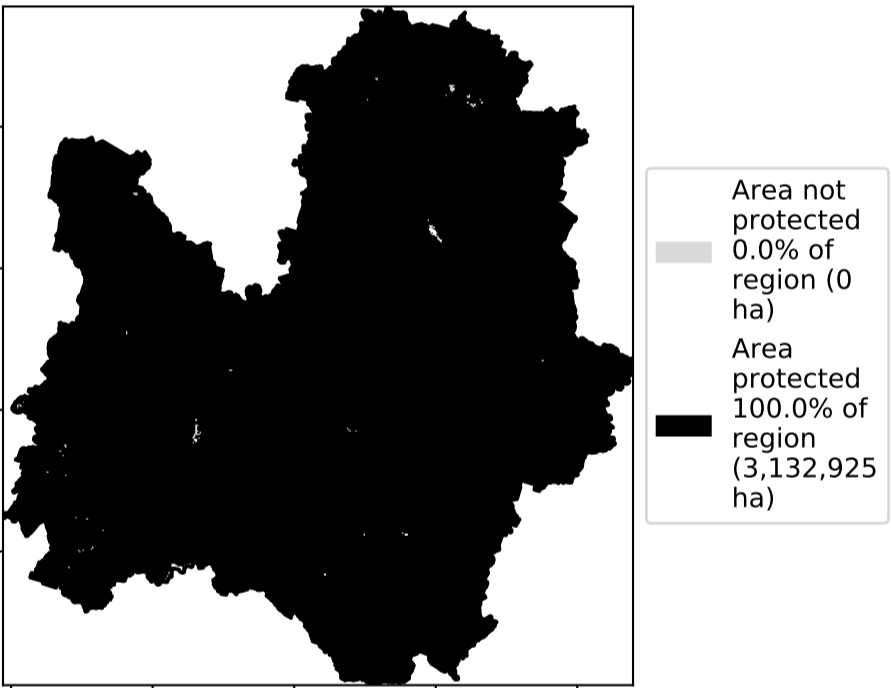 Area not
protected
0.0% of
region (0
ha)
Area
protected
100.0% of
region
(3,132,925
ha)